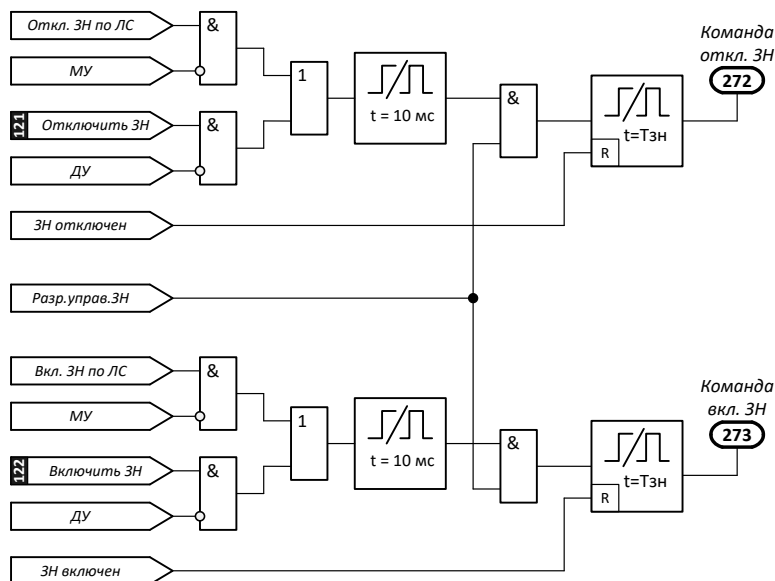 Откл. ЗН по ЛС
&
МУ
1
t = 10 мс
121 Отключить ЗН
&
ДУ
&
t=Тзн
R
Команда
откл. ЗН
272
ЗН отключен
Разр.управ.ЗН
Вкл. ЗН по ЛС
&
МУ
1
t = 10 мс
122 Включить ЗН
&
ДУ
&
t=Тзн
R
Команда
вкл. ЗН
273
ЗН включен